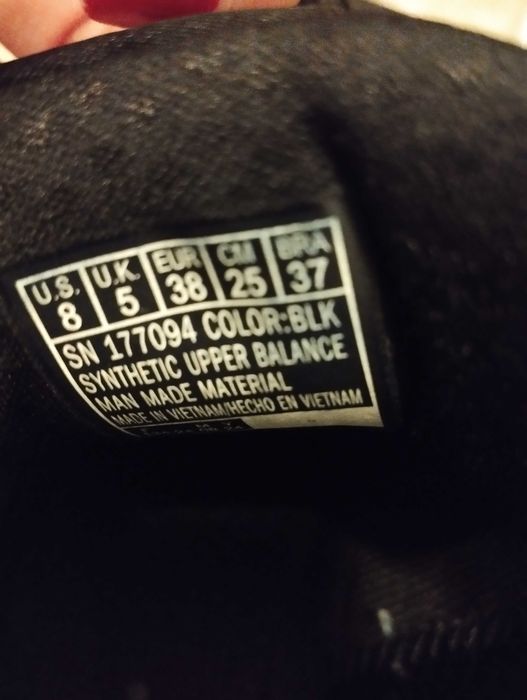 U.S. U.K. EUR CM BRA
8 5 38 25 37
SN 177094 COLOR:BLK
SYNTHETIC UPPER BALANCE
MAN MADE MATERIAL
MADE IN VIETNAM/HECHO EN VIETNAM